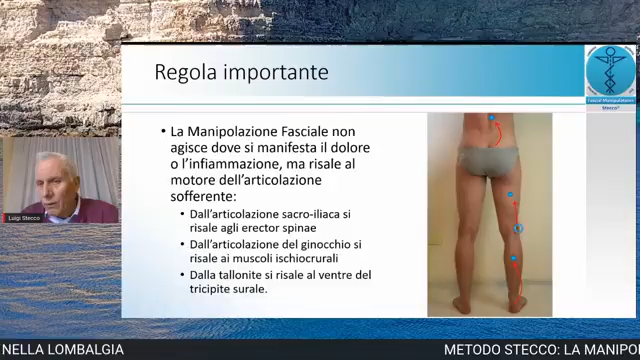 Regola importante
• La Manipolazione Fasciale non
agisce dove si manifesta il dolore
o l'infiammazione, ma risale al
motore dell'articolazione
sofferente:
• Dall'articolazione sacro-iliaca si
risale agli erector spinae
• Dall'articolazione del ginocchio si
risale ai muscoli ischiocrurali
• Dalla tallonite si risale al ventre del
tricipite surale.
Fascial Manipulation®
Stecco®
Luigi Stecco
NELLA LOMBALGIA
METODO STECCO: LA MANIPO